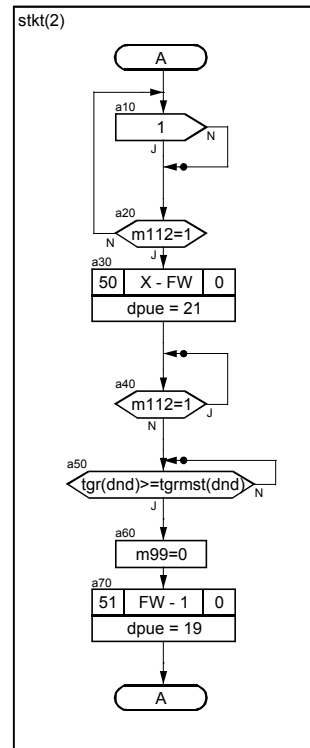 stkt(2)
A
a10
1
N
J
a20
m112=1
N
J
a30
50 X - FW 0
dpue = 21
a40
m112=1
N
J
a50
tgr(dnd)>=tgrmst(dnd)
N
J
a60
m99=0
a70
51 FW - 1 0
dpue = 19
A